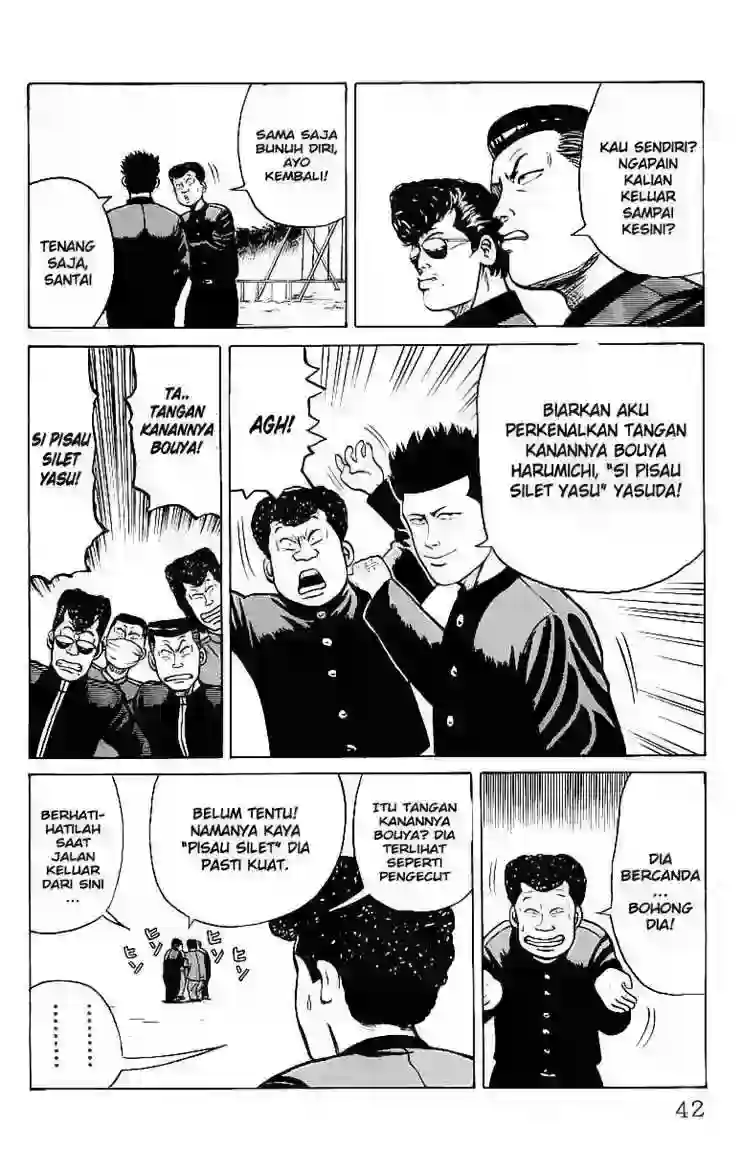 KAU SENDIRI?
NGAPAIN
KALIAN
KELUAR
SAMPAI
KESINI?
SAMA SAJA
BUNUH DIRI,
AYO
KEMBALI!
TENANG
SAJA,
SANTAI
BIARKAN AKU
PERKENALKAN TANGAN
KANANNYA BOUYA
HARUMICHI, "SI PISAU
SILET YASU" YASUDA!
AGH!
TA..
TANGAN
KANANNYA
BOUYA!
SI PISAU
SILET
YASU!
DIA
BERCANDA
...
BOHONG
DIA!
ITU TANGAN
KANANNYA
BOUYA? DIA
TERLIHAT
SEPERTI
PENGECUT
BELUM TENTU!
NAMANYA KAYA
"PISAU SILET" DIA
PASTI KUAT.
BERHATI-
HATILAH
SAAT
JALAN
KELUAR
DARI SINI
...
ヒソ
ヒソ
ヒソ
ヒソ
........
........
42